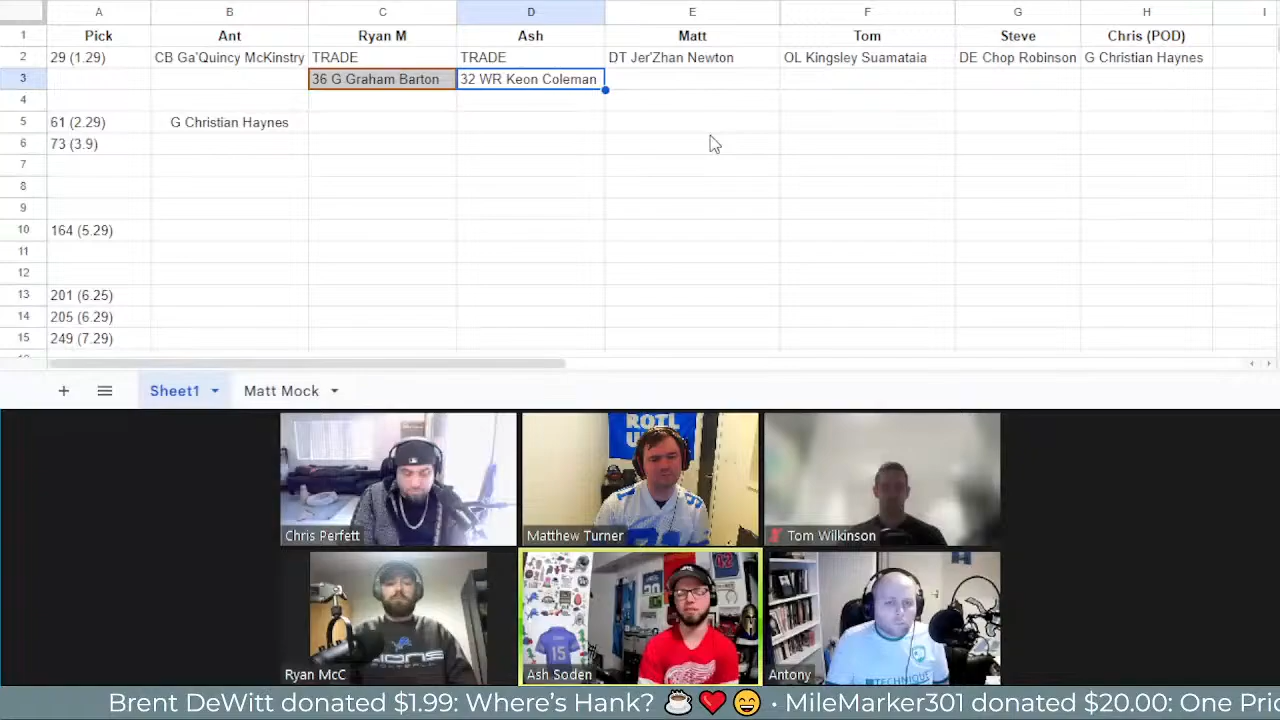 A B C D E F G H I
1 Pick Ant Ryan M Ash Matt Tom Steve Chris (POD)
2 29 (1.29) CB Ga'Quincy McKinstry TRADE TRADE DT Jer'Zhan Newton OL Kingsley Suamataia DE Chop Robinson G Christian Haynes
3 36 G Graham Barton 32 WR Keon Coleman
4
5 61 (2.29) G Christian Haynes
6 73 (3.9)
7
8
9
10 164 (5.29)
11
12
13 201 (6.25)
14 205 (6.29)
15 249 (7.29)
Sheet1 Matt Mock
ROTL
Chris Perfett Matthew Turner Tom Wilkinson
42
15
TECHNIQUE
Ryan McC Ash Soden Antony
Brent DeWitt donated $1.99: Where's Hank? ☕❤️😄 · MileMarker301 donated $20.00: One Pri